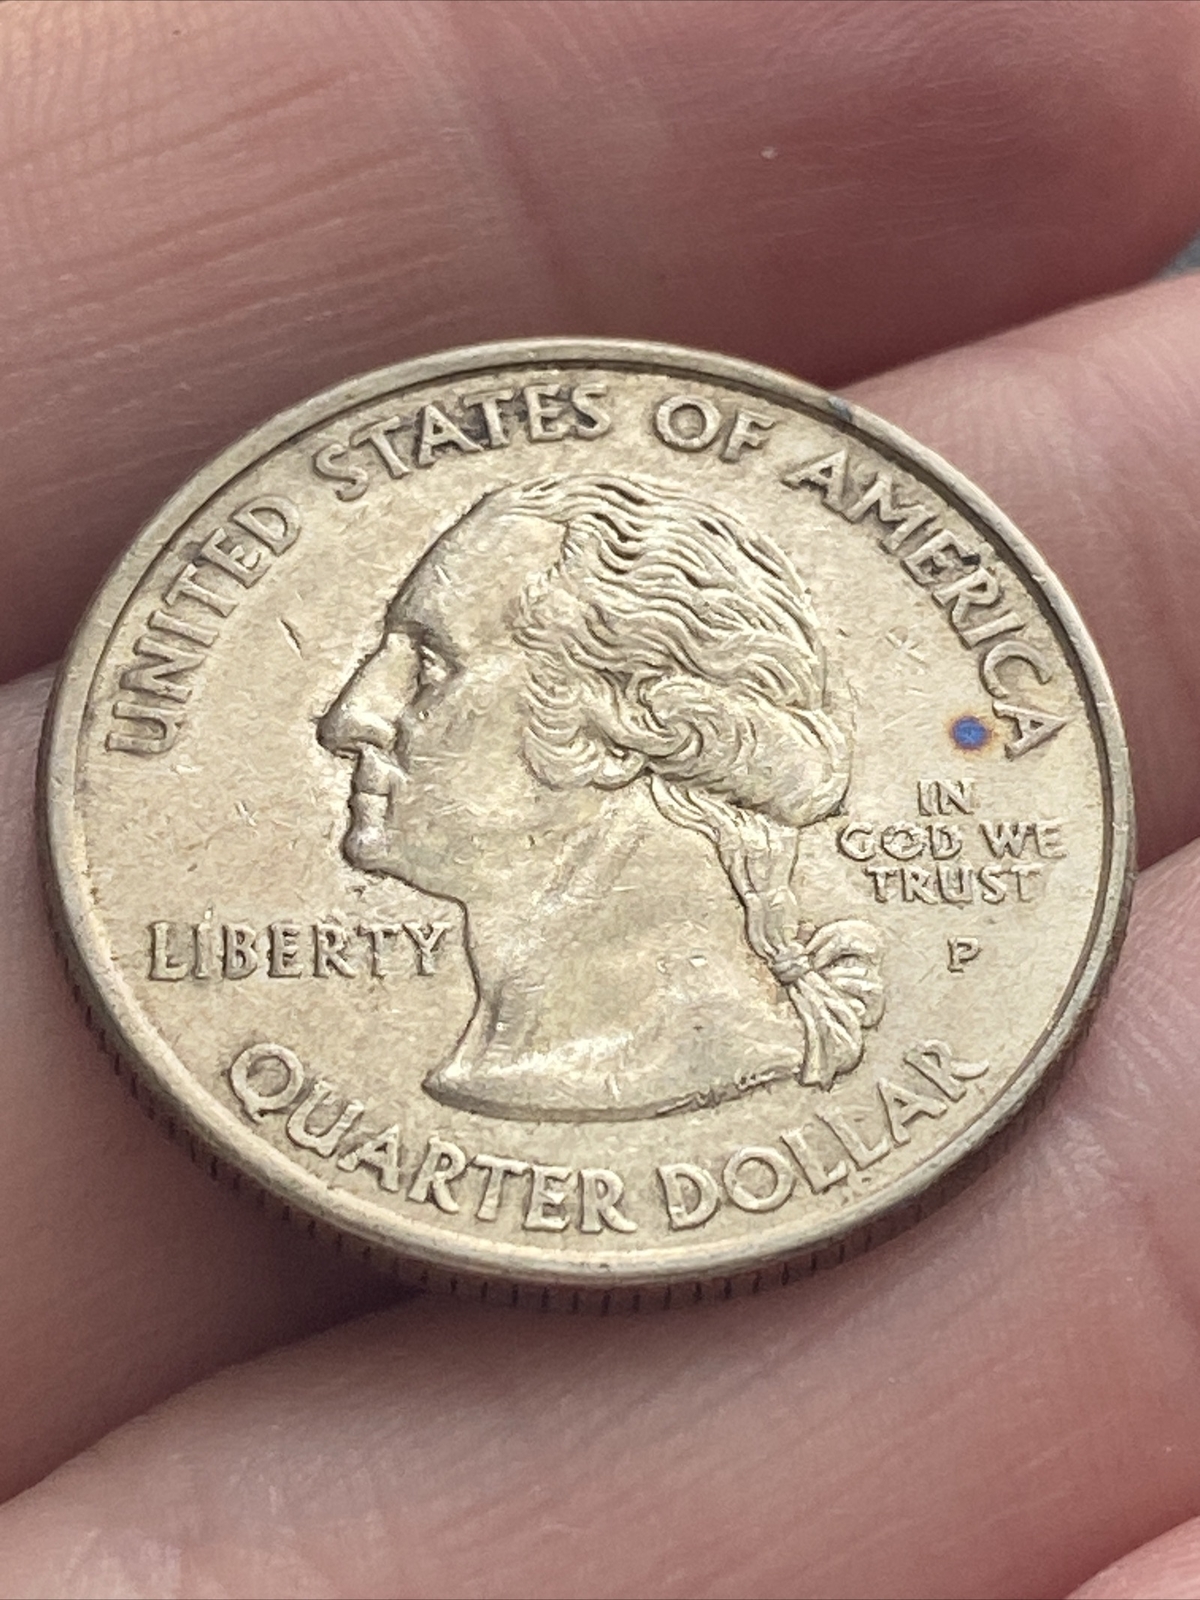 UNITED STATES OF AMERICA
IN
GOD WE
TRUST
LIBERTY
P
QUARTER DOLLAR